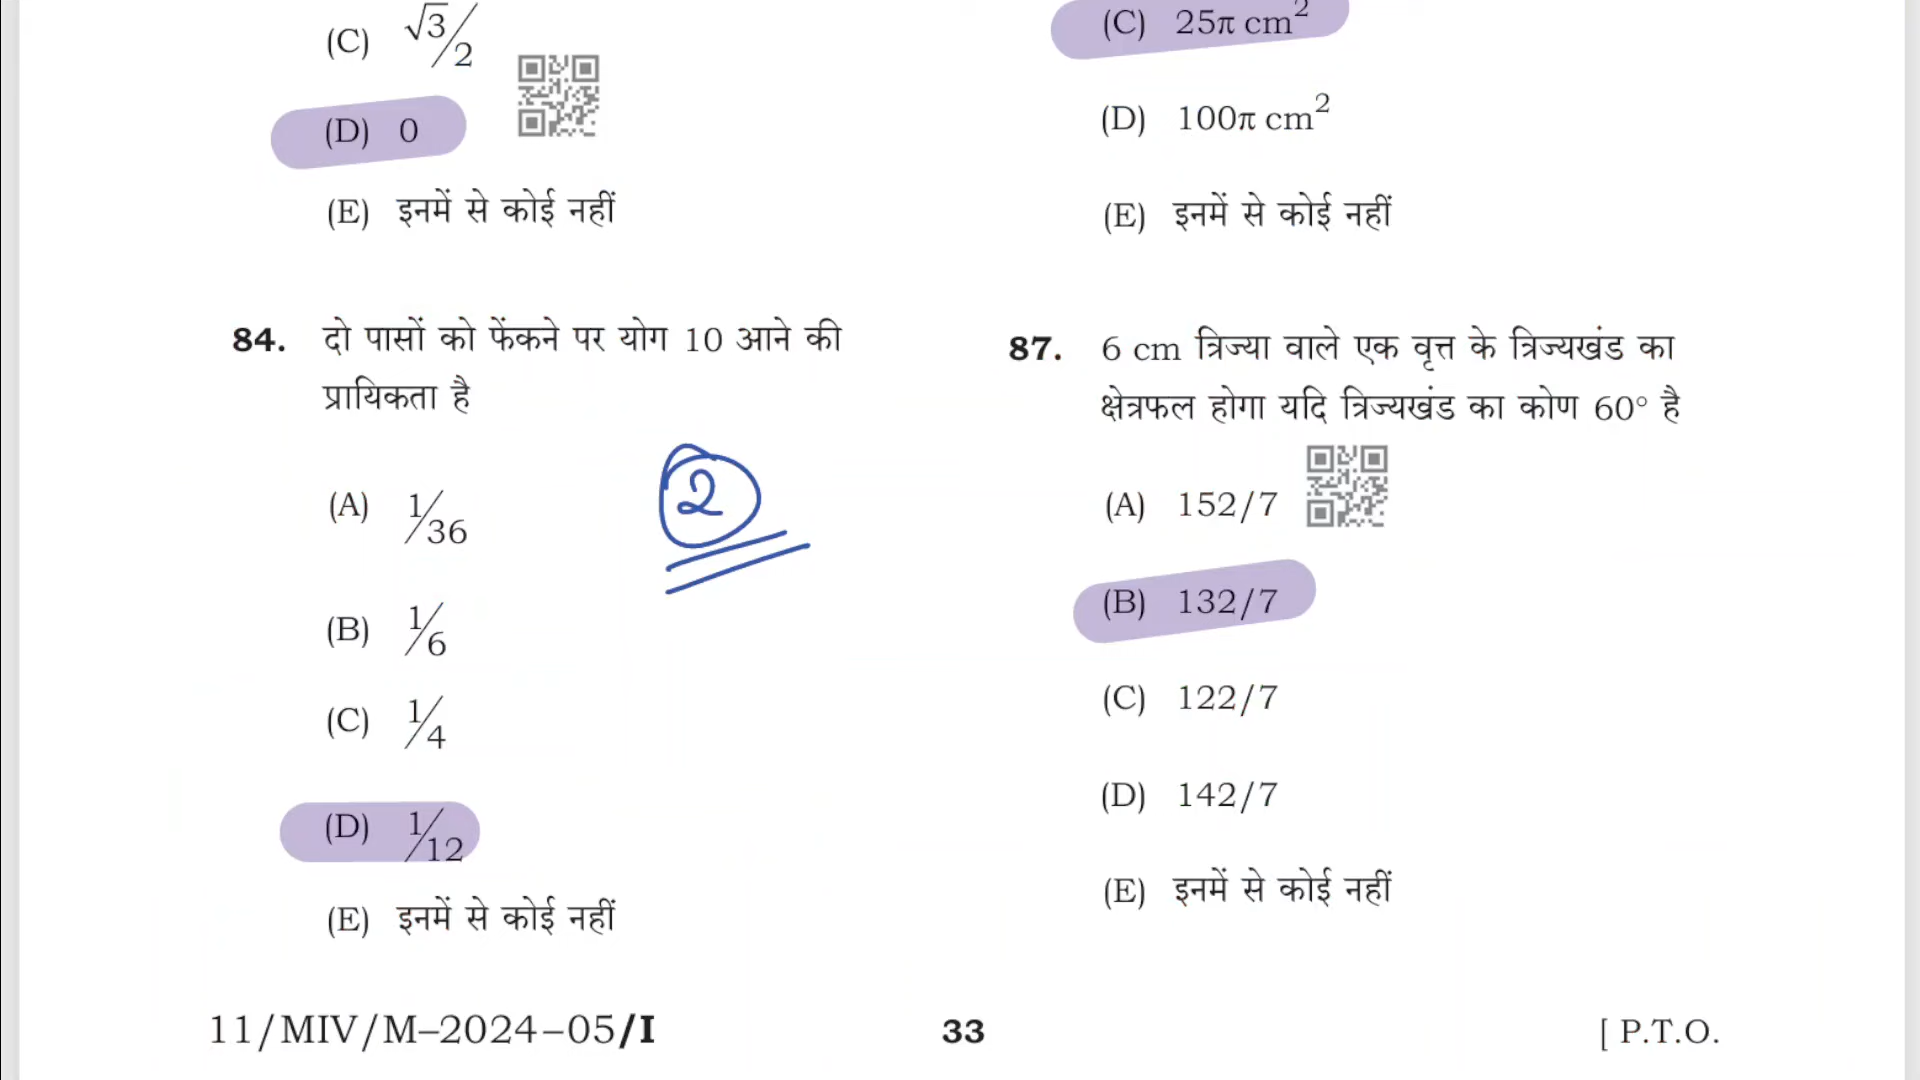 (C) √3/2
(D) 0
(E) इनमें से कोई नहीं
84. दो पासों को फेंकने पर योग 10 आने की
प्रायिकता है
(A) 1/36
2
(B) 1/6
(C) 1/4
(D) 1/12
(E) इनमें से कोई नहीं
(C) 25π cm²
(D) 100π cm²
(E) इनमें से कोई नहीं
87. 6 cm त्रिज्या वाले एक वृत्त के त्रिज्यखंड का
क्षेत्रफल होगा यदि त्रिज्यखंड का कोण 60° है
(A) 152/7
(B) 132/7
(C) 122/7
(D) 142/7
(E) इनमें से कोई नहीं
11/MIV/M–2024–05/I 33 [ P.T.O.